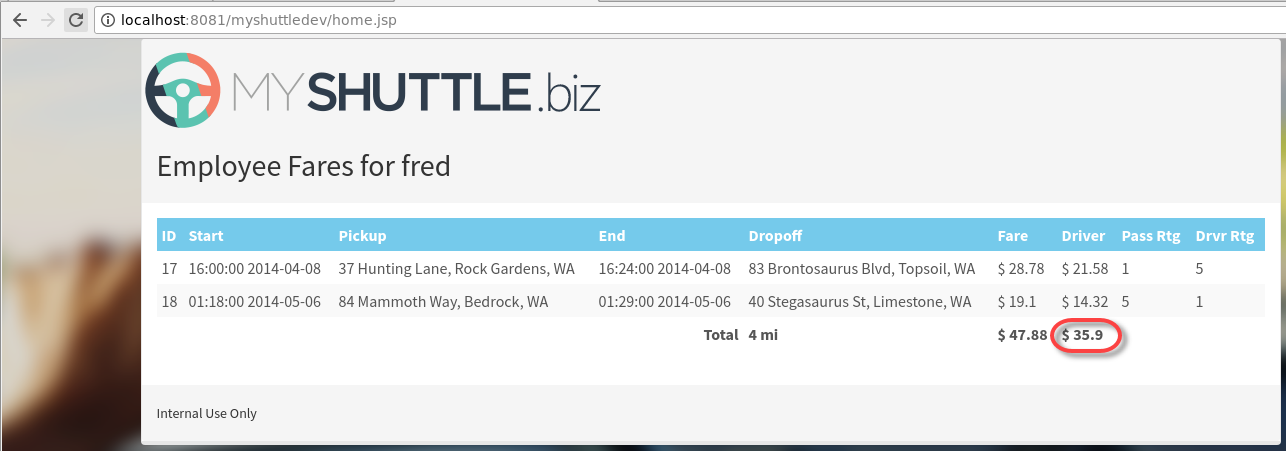 localhost:8081/myshuttledev/home.jsp
MYSHUTTLE.biz
Employee Fares for fred
ID Start Pickup End Dropoff Fare Driver Pass Rtg Drvr Rtg
17 16:00:00 2014-04-08 37 Hunting Lane, Rock Gardens, WA 16:24:00 2014-04-08 83 Brontosaurus Blvd, Topsoil, WA $ 28.78 $ 21.58 1 5
18 01:18:00 2014-05-06 84 Mammoth Way, Bedrock, WA 01:29:00 2014-05-06 40 Stegasaurus St, Limestone, WA $ 19.1 $ 14.32 5 1
Total 4 mi $ 47.88 $ 35.9
Internal Use Only